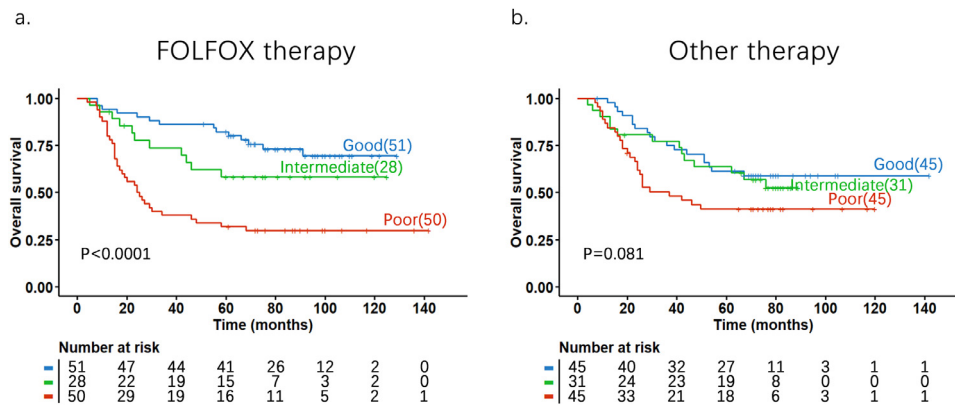 a.
FOLFOX therapy
Overall survival
1.00
0.75
0.50
0.25
0.00
Good(51)
Intermediate(28)
Poor(50)
P<0.0001
0 20 40 60 80 100 120 140
Time (months)
Number at risk
51 47 44 41 26 12 2 0
28 22 19 15 7 3 2 0
50 29 19 16 11 5 2 1
b.
Other therapy
Overall survival
1.00
0.75
0.50
0.25
0.00
Good(45)
Intermediate(31)
Poor(45)
P=0.081
0 20 40 60 80 100 120 140
Time (months)
Number at risk
45 40 32 27 11 3 1 1
31 24 23 19 8 0 0 0
45 33 21 18 6 3 1 1